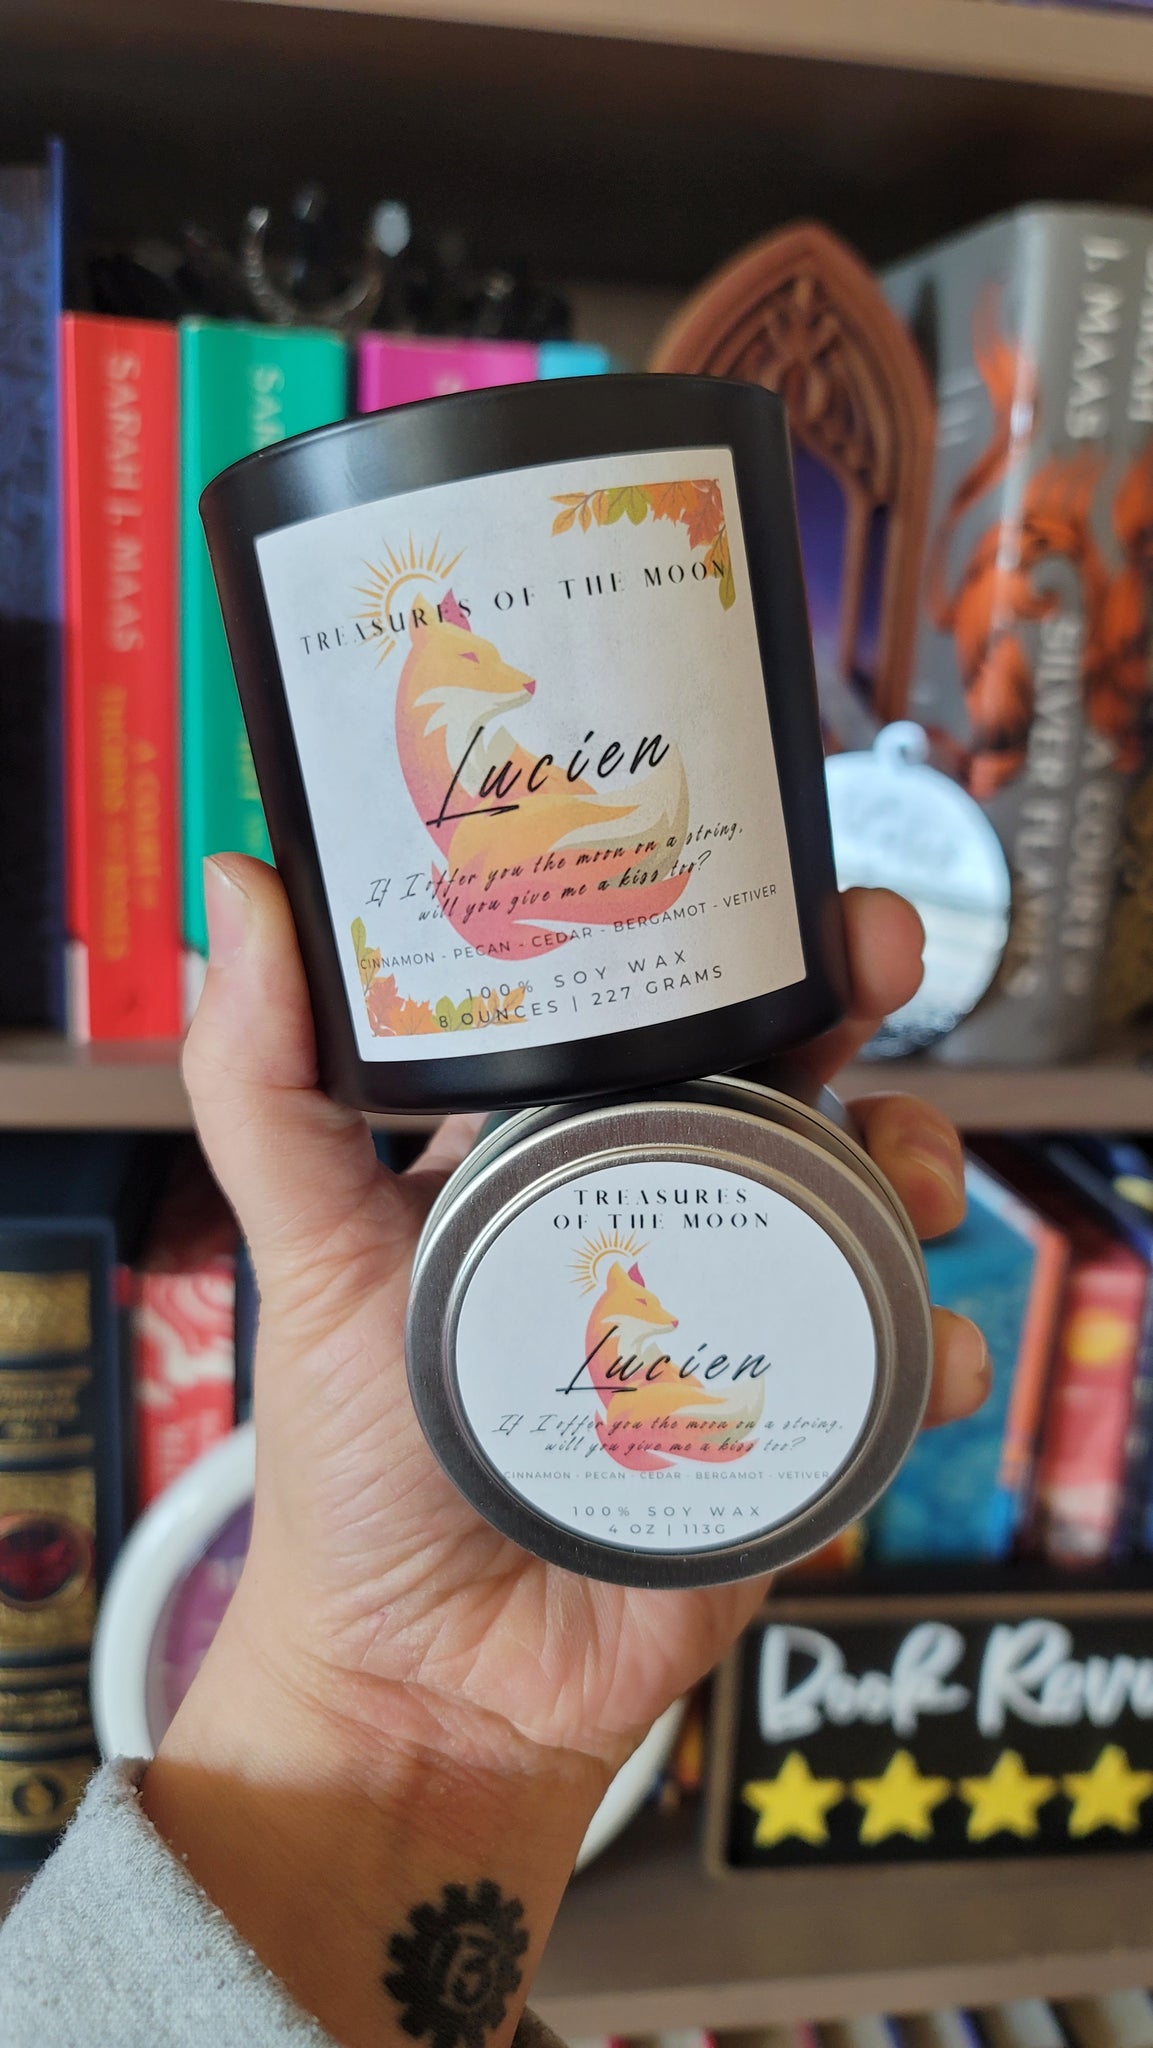 SARAH J. MAAS
A COURT OF
THORNS AND ROSES
J. MAAS
A COURT
SILVER FLAMES
TREASURES OF THE MOON
Lucien
If I offer you the moon on a string,
will you give me a kiss too?
CINNAMON - PECAN - CEDAR - BERGAMOT - VETIVER
100% SOY WAX
8 OUNCES | 227 GRAMS
TREASURES
OF THE MOON
Lucien
If I offer you the moon on a string,
will you give me a kiss too?
CINNAMON - PECAN - CEDAR - BERGAMOT - VETIVER
100% SOY WAX
4 OZ | 113G
Book Revi
13